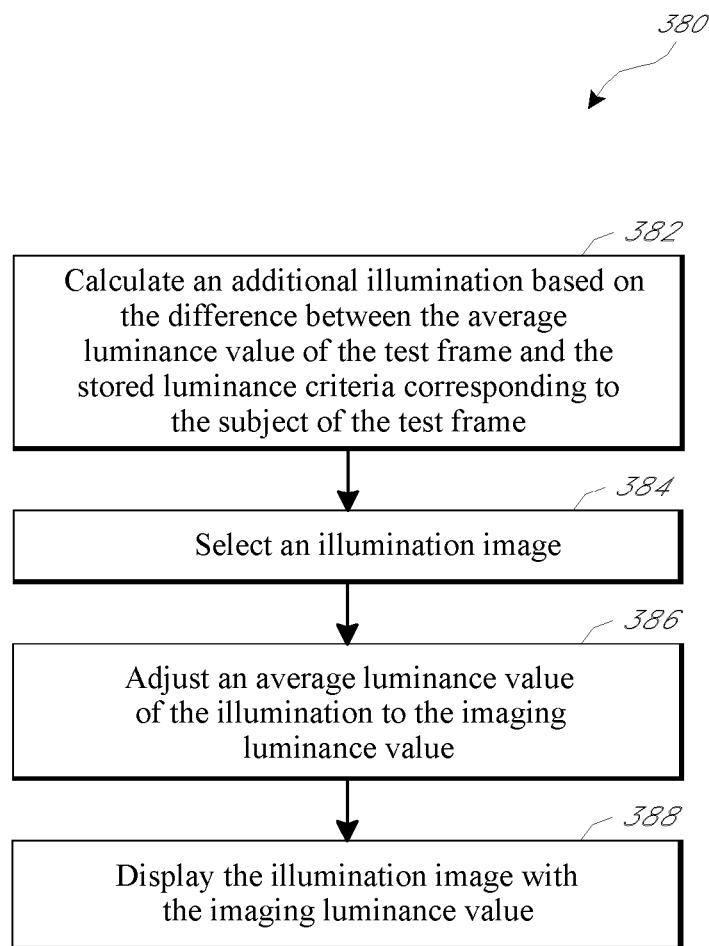 380
382
Calculate an additional illumination based on
the difference between the average
luminance value of the test frame and the
stored luminance criteria corresponding to
the subject of the test frame
384
Select an illumination image
386
Adjust an average luminance value
of the illumination to the imaging
luminance value
388
Display the illumination image with
the imaging luminance value